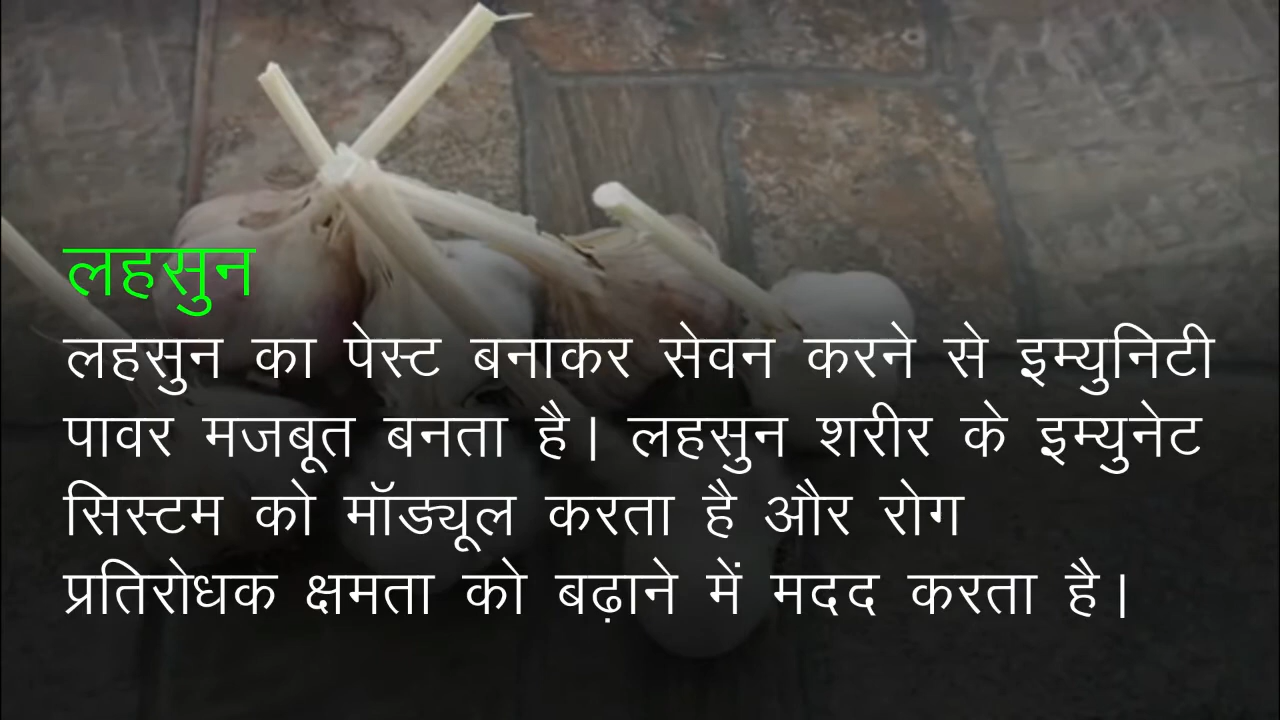 लहसुन
लहसुन का पेस्ट बनाकर सेवन करने से इम्युनिटी
पावर मजबूत बनता है। लहसुन शरीर के इम्युनेट
सिस्टम को मॉड्यूल करता है और रोग
प्रतिरोधक क्षमता को बढ़ाने में मदद करता है।